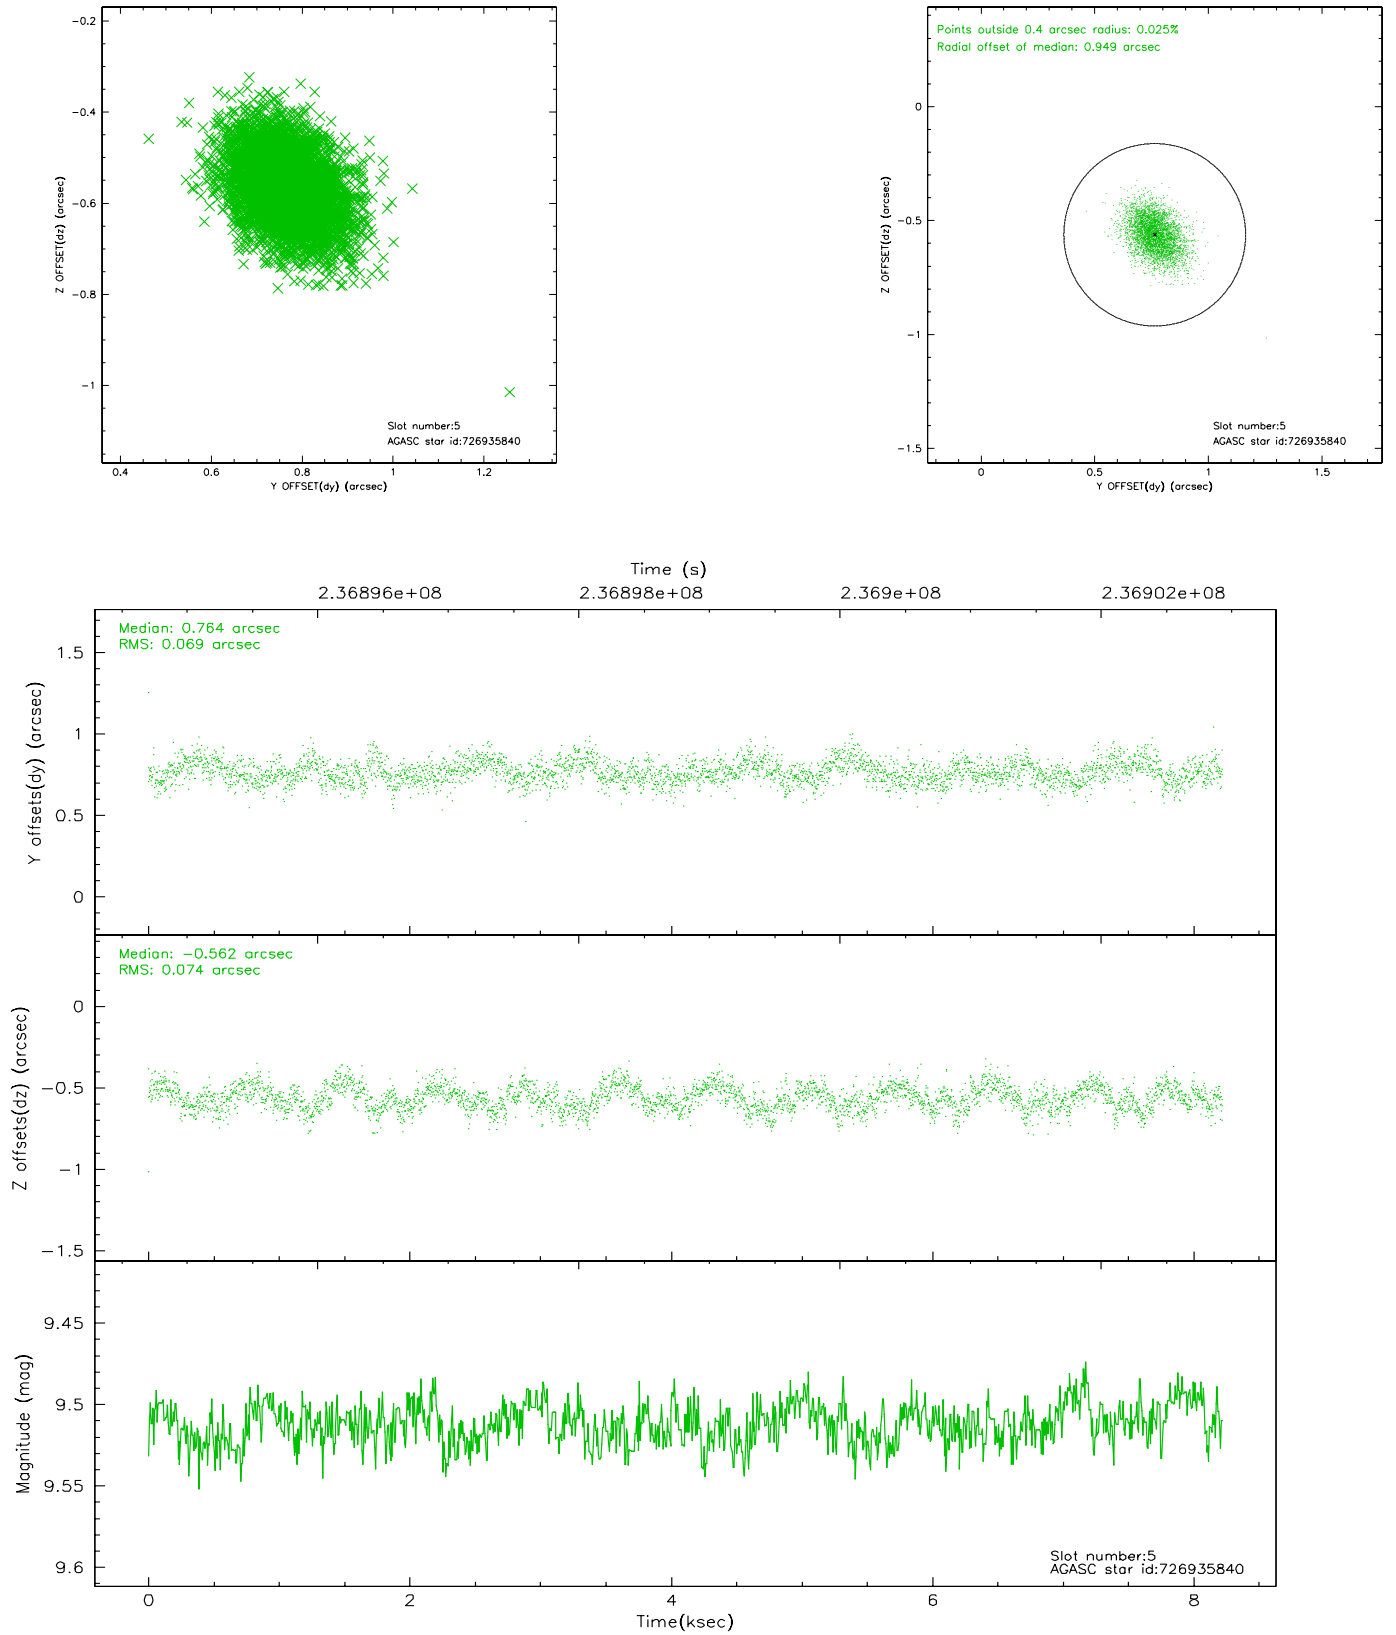 −0.2
−0.4
−0.6
−0.8
−1
Z OFFSET(dz) (arcsec)
Slot number:5
AGASC star id:726935840
0.4 0.6 0.8 1 1.2
Y OFFSET(dy) (arcsec)
Points outside 0.4 arcsec radius: 0.025%
Radial offset of median: 0.949 arcsec
0
−0.5
−1
−1.5
Z OFFSET(dz) (arcsec)
Slot number:5
AGASC star id:726935840
0 0.5 1 1.5
Y OFFSET(dy) (arcsec)
Time (s)
2.36896e+08 2.36898e+08 2.369e+08 2.36902e+08
Median: 0.764 arcsec
RMS: 0.069 arcsec
1.5
1
0.5
0
Y offsets(dy) (arcsec)
Median: −0.562 arcsec
RMS: 0.074 arcsec
0
−0.5
−1
−1.5
Z offsets(dz) (arcsec)
9.45
9.5
9.55
9.6
Magnitude (mag)
Slot number:5
AGASC star id:726935840
0 2 4 6 8
Time(ksec)